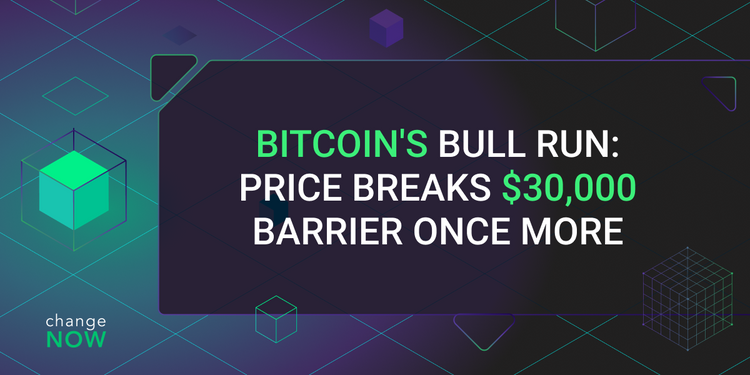 BITCOIN'S BULL RUN:
PRICE BREAKS $30,000
BARRIER ONCE MORE
change
NOW